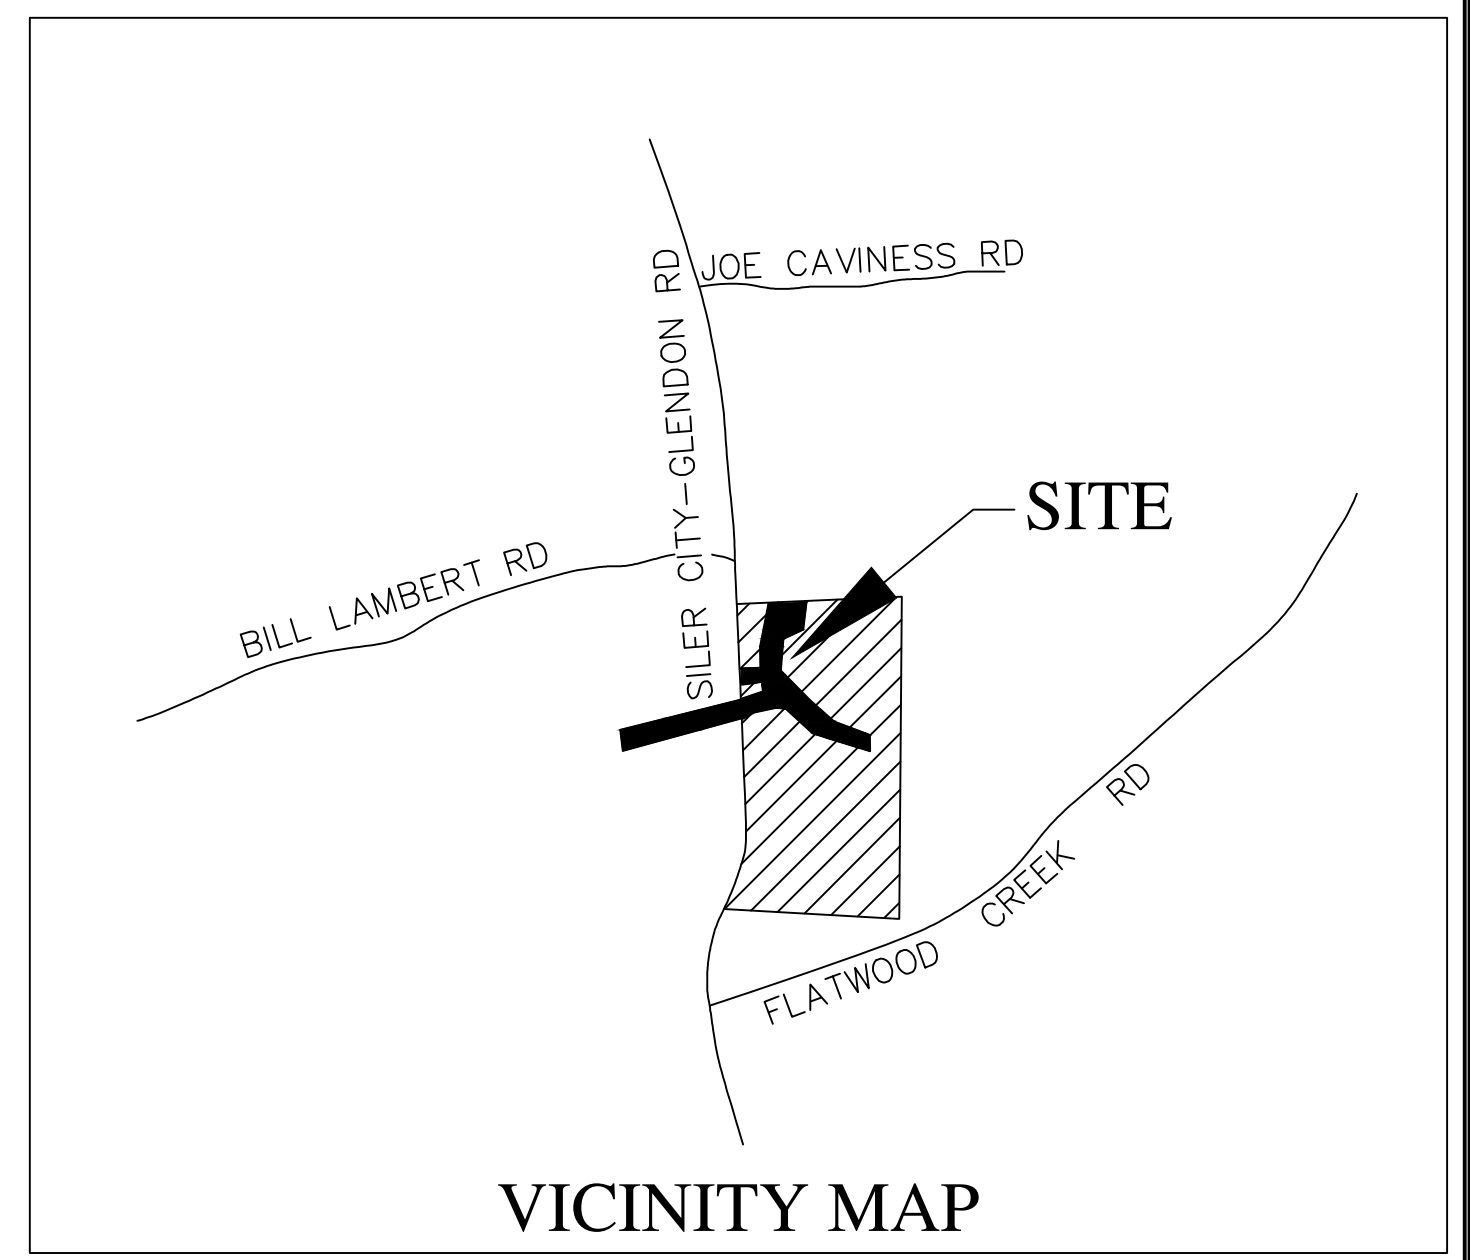 JOE CAVINESS RD
SILER CITY-GLENDON RD
SITE
BILL LAMBERT RD
FLATWOOD CREEK RD
VICINITY MAP